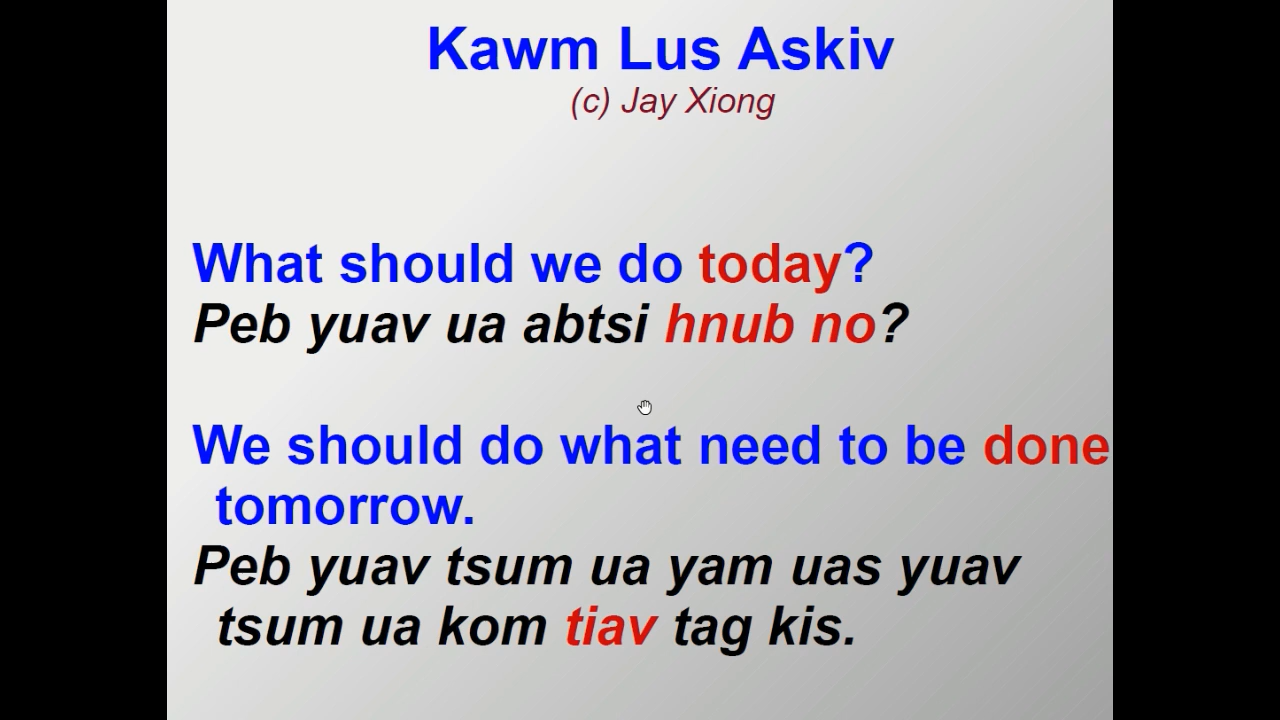 Kawm Lus Askiv
(c) Jay Xiong
What should we do today?
Peb yuav ua abtsi hnub no?
We should do what need to be done
tomorrow.
Peb yuav tsum ua yam uas yuav
tsum ua kom tiav tag kis.